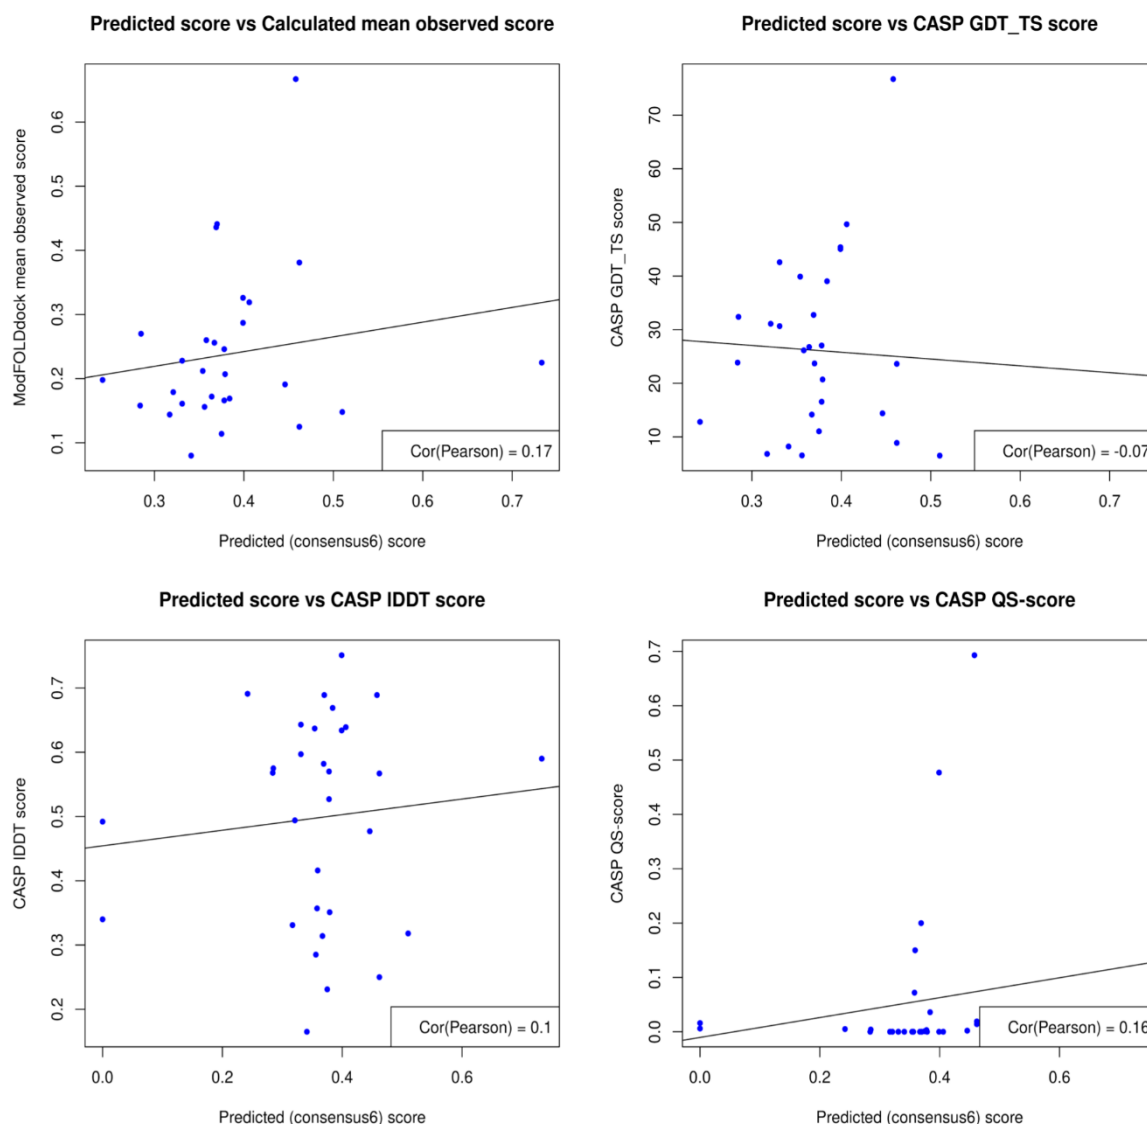 Predicted score vs Calculated mean observed score
ModFOLDdock mean observed score
0.6
0.5
0.4
0.3
0.2
0.1
Cor(Pearson) = 0.17
0.3 0.4 0.5 0.6 0.7
Predicted (consensus6) score
Predicted score vs CASP GDT_TS score
CASP GDT_TS score
70
60
50
40
30
20
10
Cor(Pearson) = -0.07
0.3 0.4 0.5 0.6 0.7
Predicted (consensus6) score
Predicted score vs CASP lDDT score
CASP lDDT score
0.7
0.6
0.5
0.4
0.3
0.2
Cor(Pearson) = 0.1
0.0 0.2 0.4 0.6
Predicted (consensus6) score
Predicted score vs CASP QS-score
CASP QS-score
0.7
0.6
0.5
0.4
0.3
0.2
0.1
0.0
Cor(Pearson) = 0.16
0.0 0.2 0.4 0.6
Predicted (consensus6) score